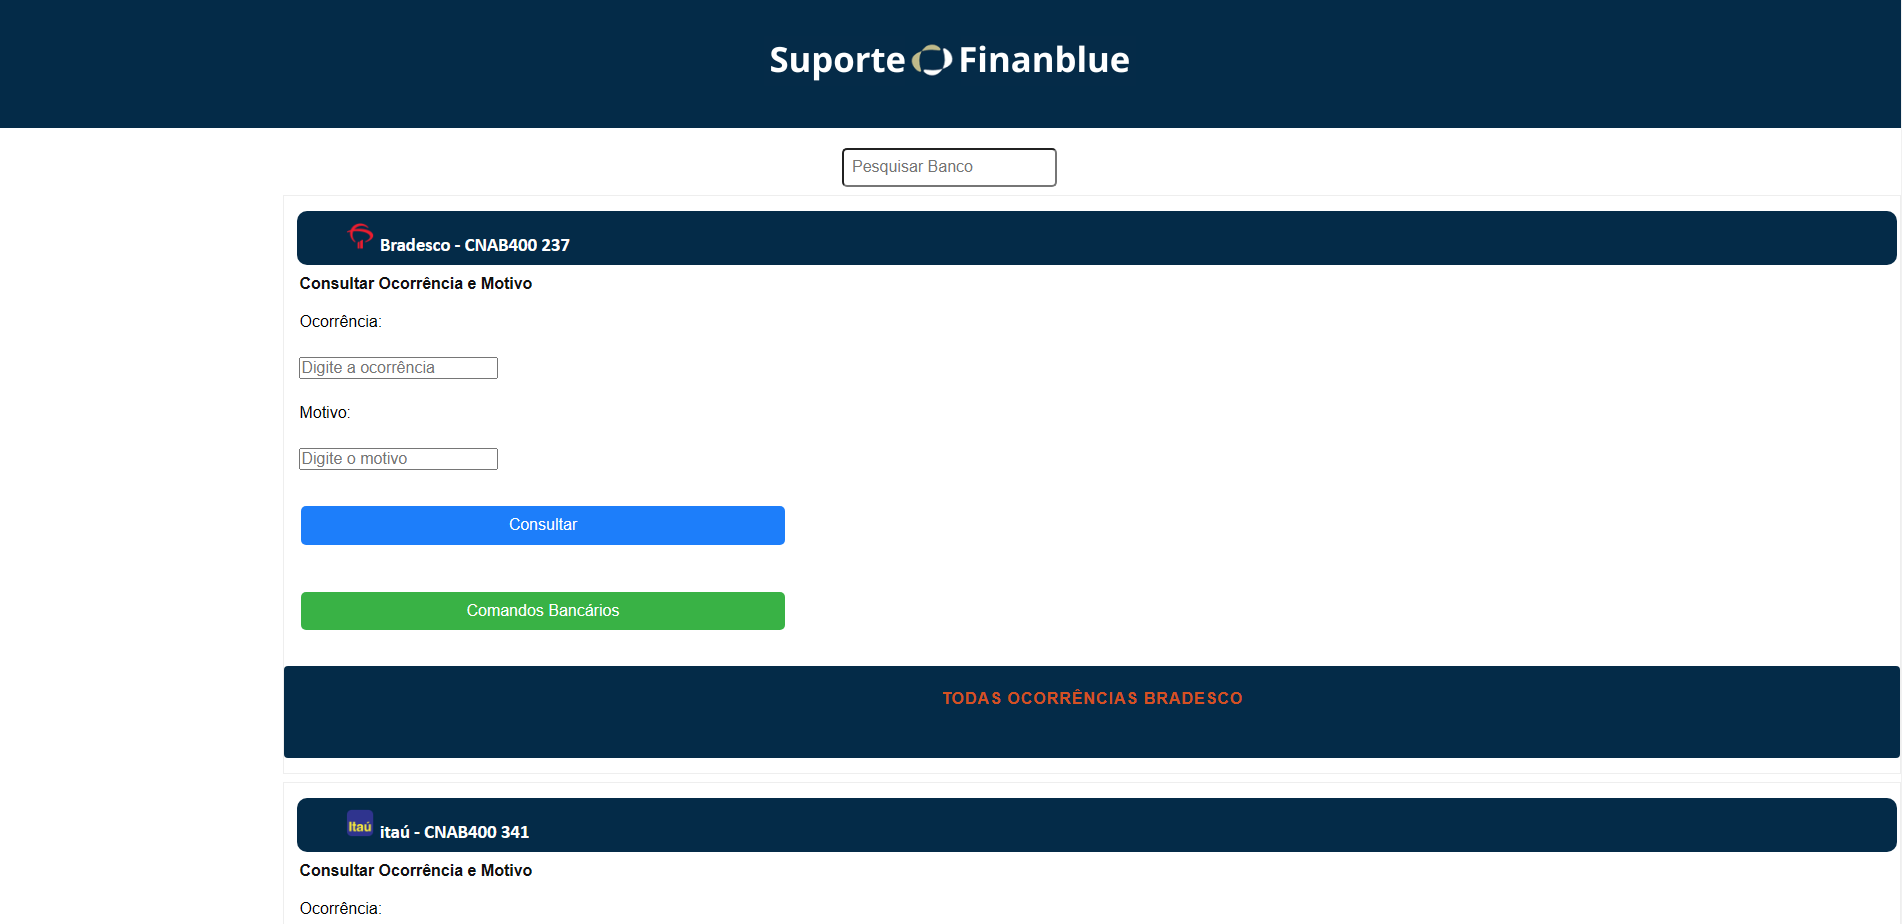 Suporte Finanblue
Pesquisar Banco
Bradesco - CNAB400 237
Consultar Ocorrência e Motivo
Ocorrência:
Digite a ocorrência
Motivo:
Digite o motivo
Consultar
Comandos Bancários
TODAS OCORRÊNCIAS BRADESCO
Itaú itaú - CNAB400 341
Consultar Ocorrência e Motivo
Ocorrência: